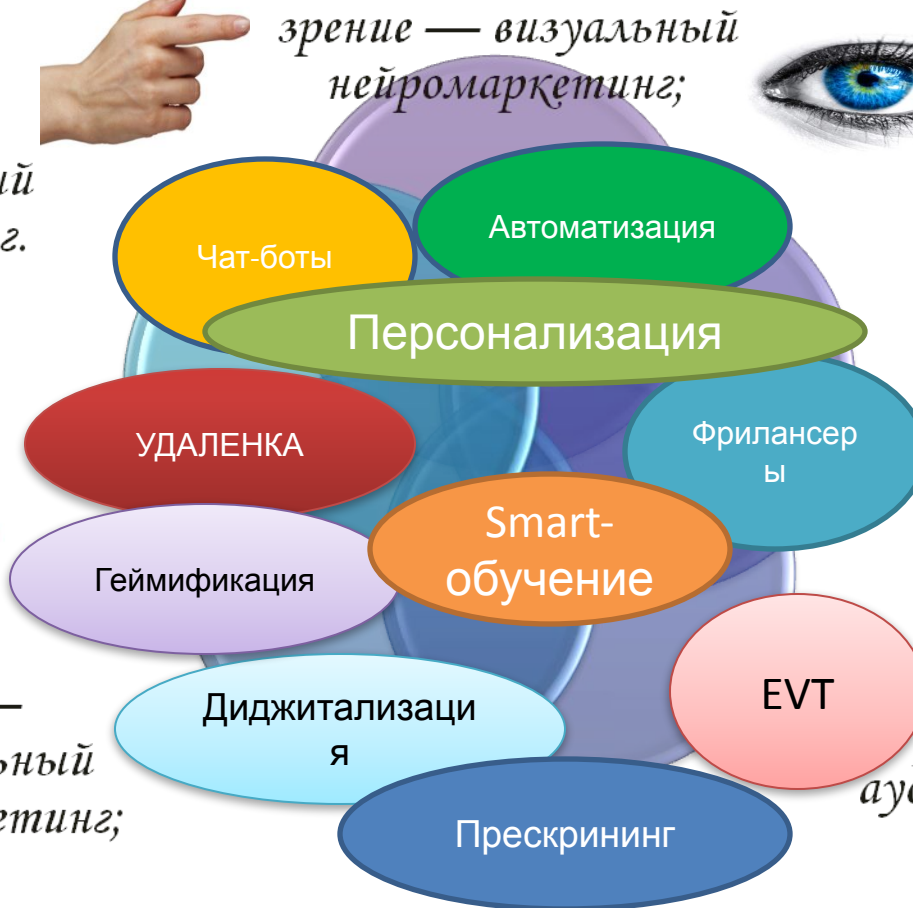 зрение — визуальный
нейромаркетинг;
Чат-боты
Автоматизация
Персонализация
УДАЛЕНКА
Фрилансер
ы
Smart-
обучение
Геймификация
EVT
Диджитализаци
я
Прескрининг